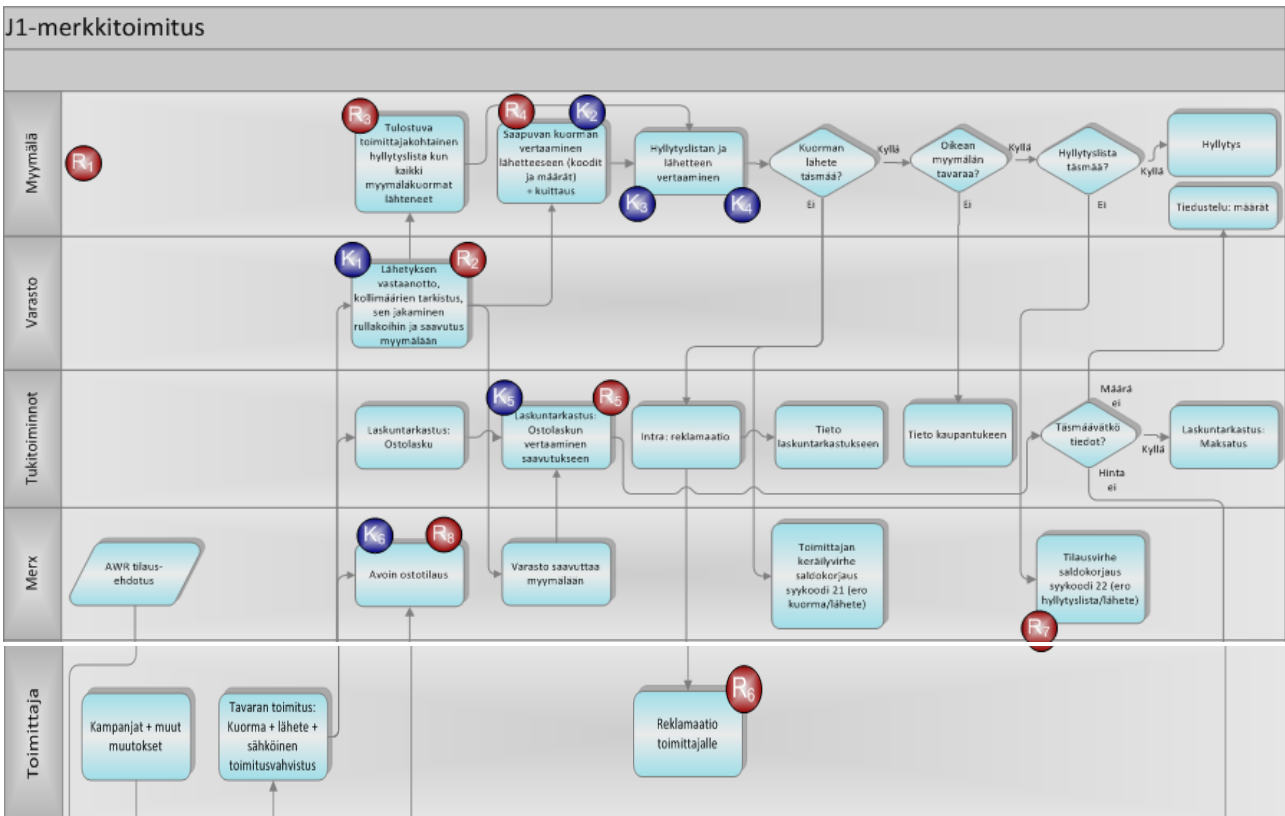 J1-merkkitoimitus
Myymälä
R1
R3
Tulostuva
toimittajakohtainen
hyllytyslista kun
kaikki
myymäläkuormat
lähteneet
R4
K2
Saapuvan kuorman
vertaaminen
lähetteeseen (koodit
ja määrät)
+ kuittaus
Hyllytyslistan ja
lähetteen
vertaaminen
K3
K4
Kuorman
lähete
täsmää?
Kyllä
Ei
Oikean
myymälän
tavaraa?
Kyllä
Ei
Hyllytyslista
täsmää?
Kyllä
Ei
Hyllytys
Tiedustelu: määrät
Varasto
K1
R2
Lähetyksen
vastaanotto,
kollimäärien tarkistus,
sen jakaminen
rullakoihin ja saavutus
myymälään
Tukitoiminnot
Laskuntarkastus:
Ostolasku
K5
R5
Laskuntarkastus:
Ostolaskun
vertaaminen
saavutukseen
Intra: reklamaatio
Tieto
laskuntarkastukseen
Tieto kaupantukeen
Määrä
ei
Täsmäävätkö
tiedot?
Kyllä
Hinta
ei
Laskuntarkastus:
Maksatus
Merx
AWR tilaus-
ehdotus
K6
R8
Avoin ostotilaus
Varasto saavuttaa
myymälään
Toimittajan
keräilyvirhe
saldokorjaus
syykoodi 21 (ero
kuorma/lähete)
Tilausvirhe
saldokorjaus
syykoodi 22 (ero
hyllytyslista/lähete)
R7
Toimittaja
Kampanjat + muut
muutokset
Tavaran toimitus:
Kuorma + lähete +
sähköinen
toimitusvahvistus
R6
Reklamaatio
toimittajalle